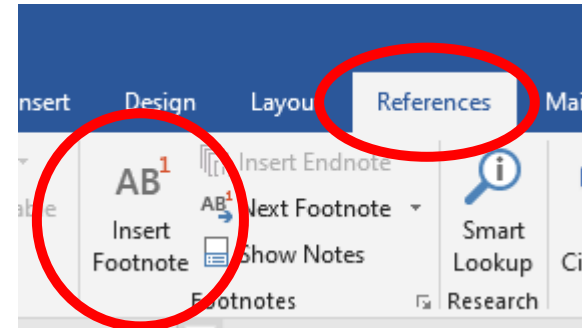 nsert Design Layou References Mai
AB1 Insert Endnote
AB1 Next Footnote
Insert Smart
Footnote Show Notes Lookup Ci
Footnotes Research